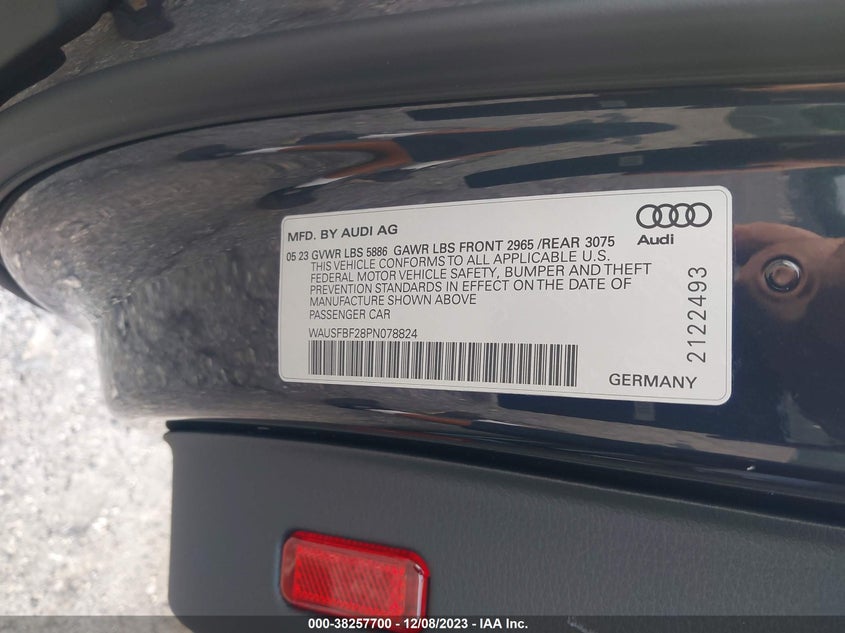 MFD. BY AUDI AG
05 23 GVWR LBS 5886 GAWR LBS FRONT 2965 /REAR 3075
THIS VEHICLE CONFORMS TO ALL APPLICABLE U.S.
FEDERAL MOTOR VEHICLE SAFETY, BUMPER AND THEFT
PREVENTION STANDARDS IN EFFECT ON THE DATE OF
MANUFACTURE SHOWN ABOVE
PASSENGER CAR
WAUSFBF28PN078824
Audi
2122493
GERMANY
000-38257700 - 12/08/2023 - IAA Inc.